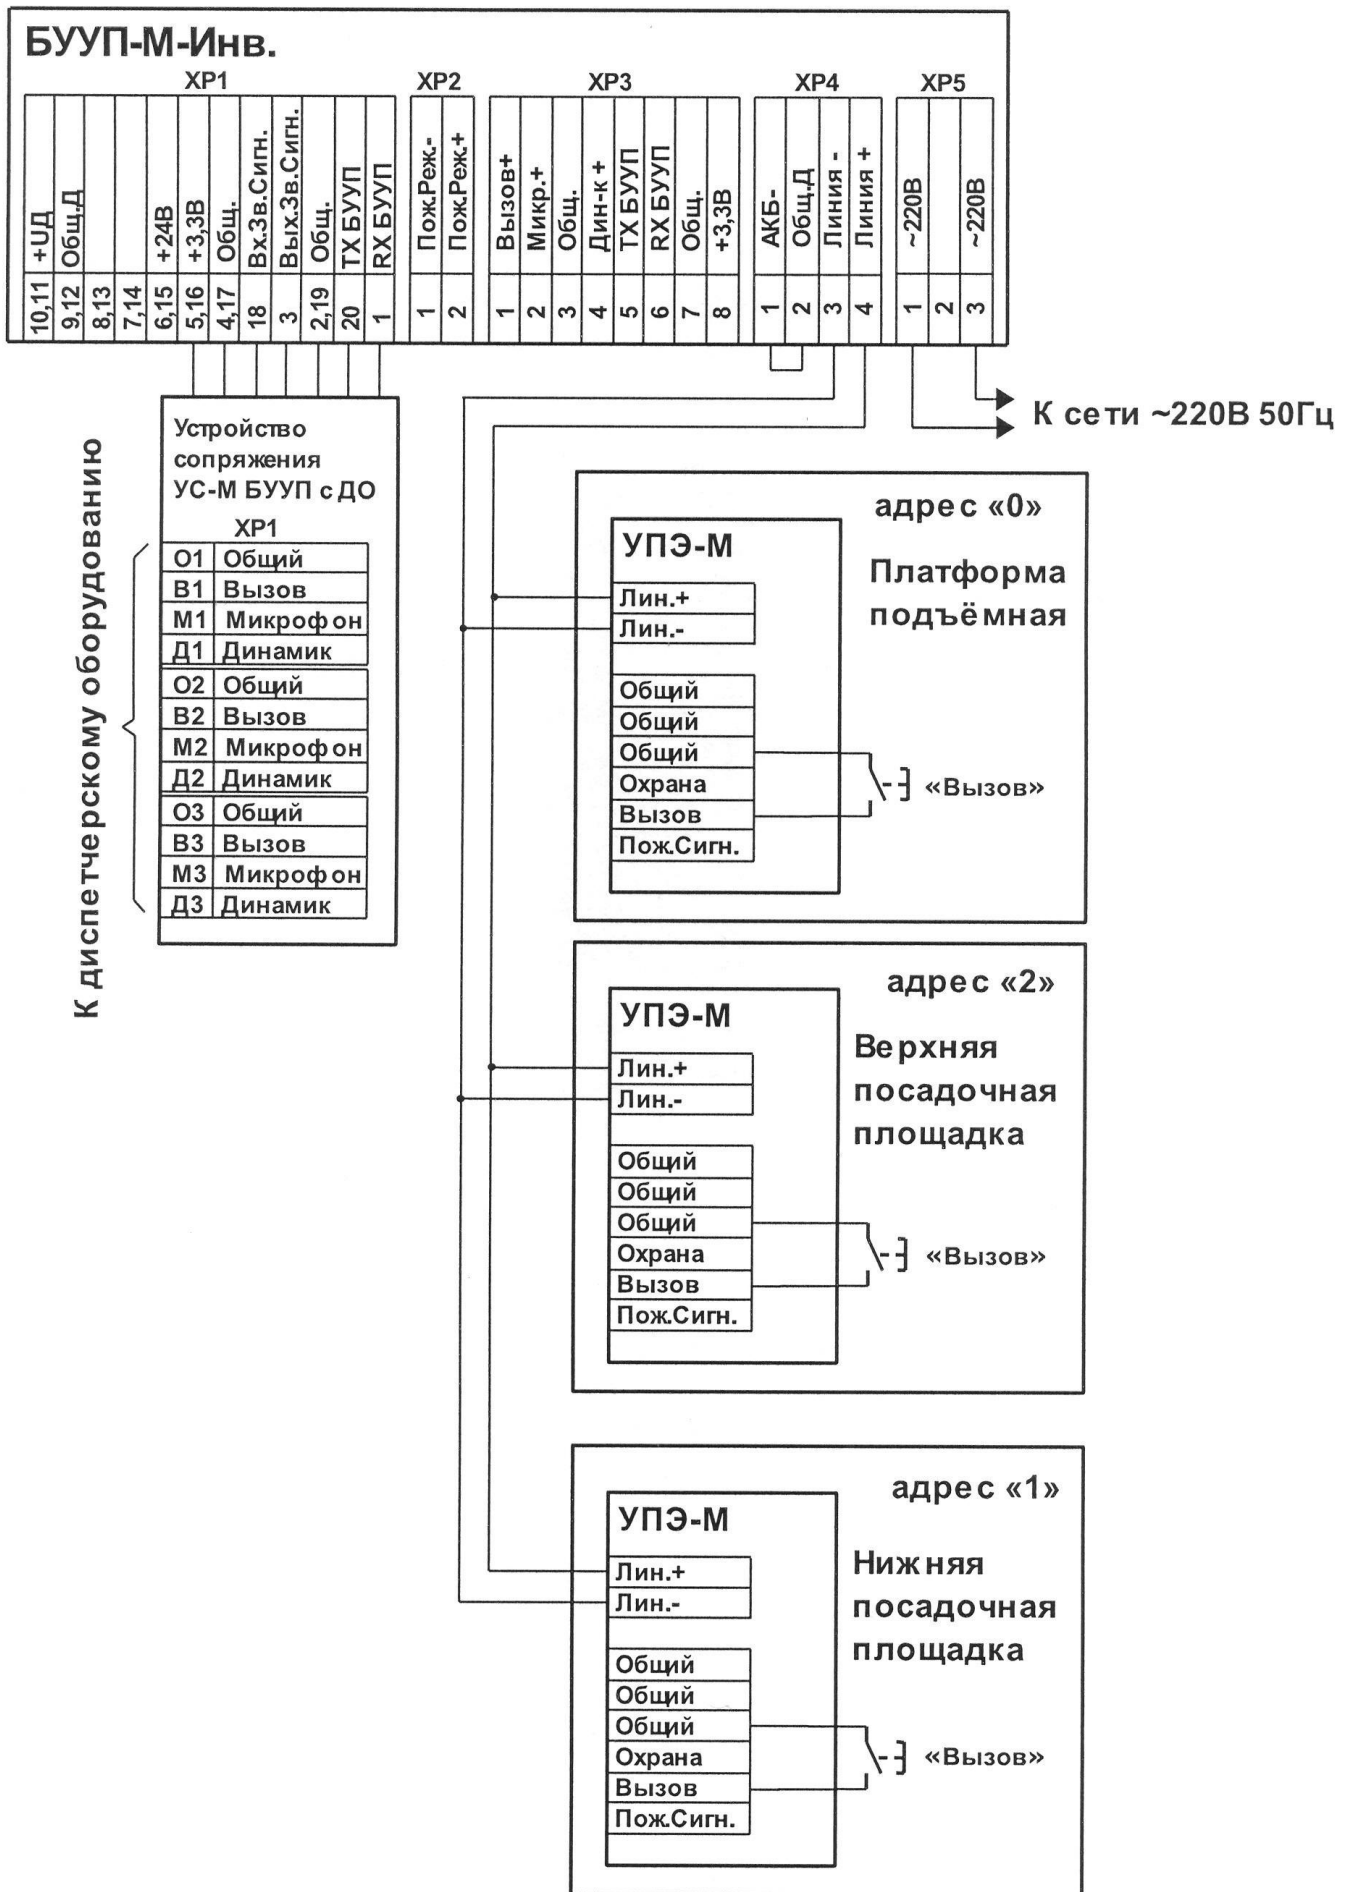 БУУП-М-Инв.
XP1
XP2
XP3
XP4
XP5
10,11 +UД
9,12 Общ.Д
8,13
7,14
6,15 +24В
5,16 +3,3В
4,17 Общ.
18 Вх.Зв.Сигн.
3 Вых.Зв.Сигн.
2,19 Общ.
20 TX БУУП
1 RX БУУП
1 Пож.Реж.-
2 Пож.Реж.+
1 Вызов+
2 Микр.+
3 Общ.
4 Дин-к +
5 TX БУУП
6 RX БУУП
7 Общ.
8 +3,3В
1 АКБ-
2 Общ.Д
3 Линия -
4 Линия +
1 ~220В
2
3 ~220В
К сети ~220В 50Гц
К диспетчерскому оборудованию
Устройство
сопряжения
УС-М БУУП с ДО
XP1
О1 Общий
В1 Вызов
М1 Микрофон
Д1 Динамик
О2 Общий
В2 Вызов
М2 Микрофон
Д2 Динамик
О3 Общий
В3 Вызов
М3 Микрофон
Д3 Динамик
адрес «0»
УПЭ-М
Платформа
подъёмная
Лин.+
Лин.-
Общий
Общий
Общий
Охрана
Вызов
Пож.Сигн.
«Вызов»
адрес «2»
УПЭ-М
Верхняя
посадочная
площадка
Лин.+
Лин.-
Общий
Общий
Общий
Охрана
Вызов
Пож.Сигн.
«Вызов»
адрес «1»
УПЭ-М
Нижняя
посадочная
площадка
Лин.+
Лин.-
Общий
Общий
Общий
Охрана
Вызов
Пож.Сигн.
«Вызов»